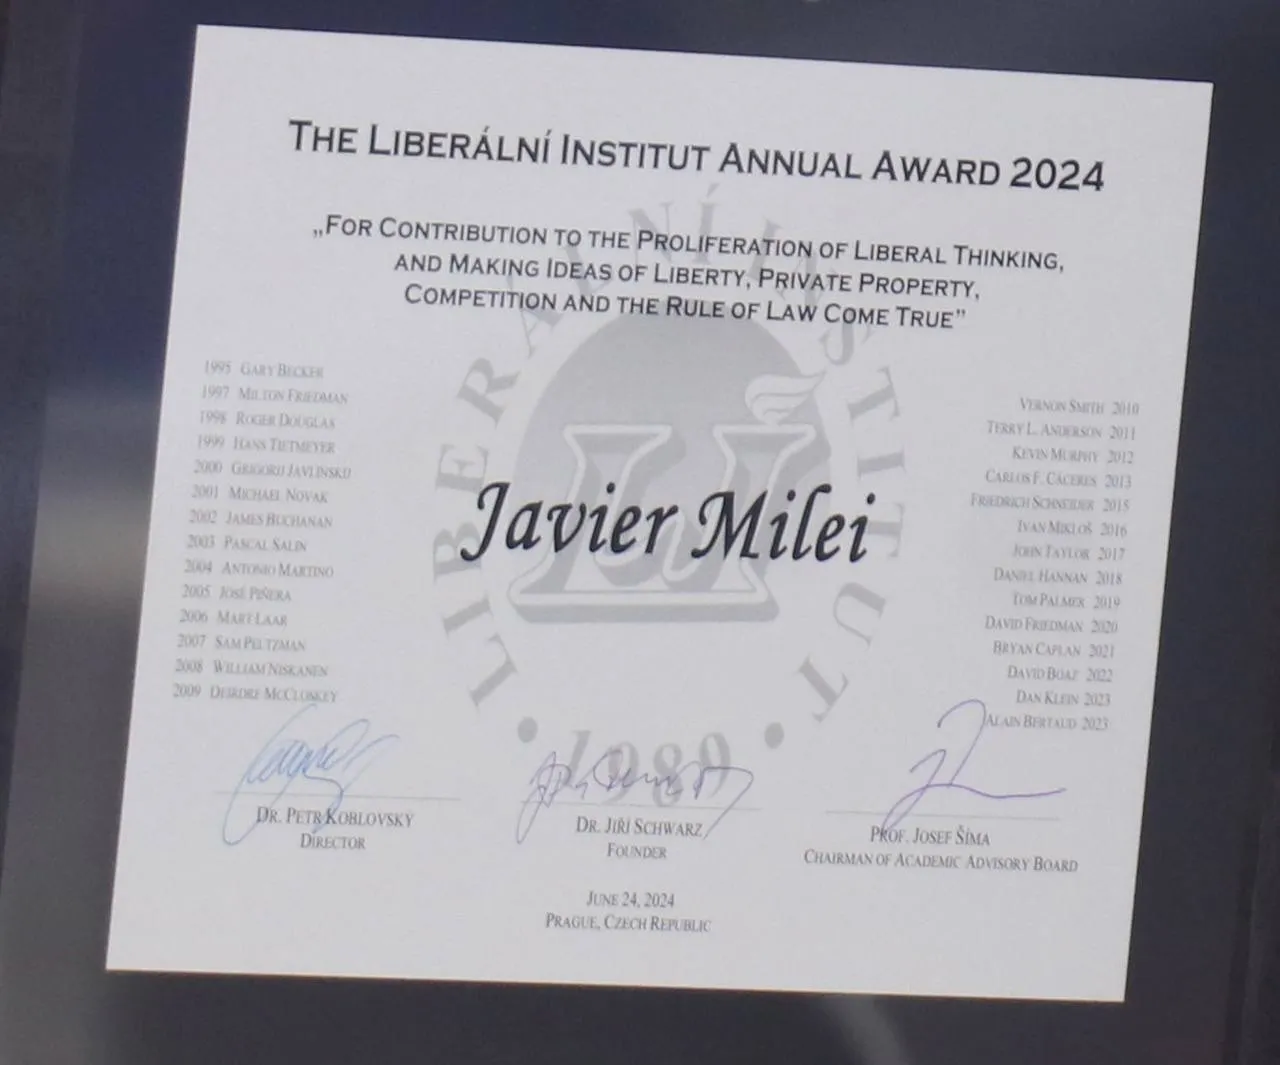 THE LIBERÁLNÍ INSTITUT ANNUAL AWARD 2024
„FOR CONTRIBUTION TO THE PROLIFERATION OF LIBERAL THINKING,
AND MAKING IDEAS OF LIBERTY, PRIVATE PROPERTY,
COMPETITION AND THE RULE OF LAW COME TRUE”
LIBERÁLNÍ INSTITUT
1989
Javier Milei
1995 GARY BECKER
1997 MILTON FRIEDMAN
1998 ROGER DOUGLAS
1999 HANS TIETMEYER
2000 GRIGORIJ JAVLINSKIJ
2001 MICHAEL NOVAK
2002 JAMES BUCHANAN
2003 PASCAL SALIN
2004 ANTONIO MARTINO
2005 JOSÉ PIÑERA
2006 MART LAAR
2007 SAM PELTZMAN
2008 WILLIAM NISKANEN
2009 DEIRDRE MCCLOSKEY
VERNON SMITH 2010
TERRY L. ANDERSON 2011
KEVIN MURPHY 2012
CARLOS F. CÁCERES 2013
FRIEDRICH SCHNEIDER 2015
IVAN MIKLOŠ 2016
JOHN TAYLOR 2017
DANIEL HANNAN 2018
TOM PALMER 2019
DAVID FRIEDMAN 2020
BRYAN CAPLAN 2021
DAVID BOAZ 2022
DAN KLEIN 2023
ALAIN BERTAUD 2023
DR. PETR KOBLOVSKÝ
DIRECTOR
DR. JIŘÍ SCHWARZ
FOUNDER
PROF. JOSEF ŠÍMA
CHAIRMAN OF ACADEMIC ADVISORY BOARD
JUNE 24, 2024
PRAGUE, CZECH REPUBLIC